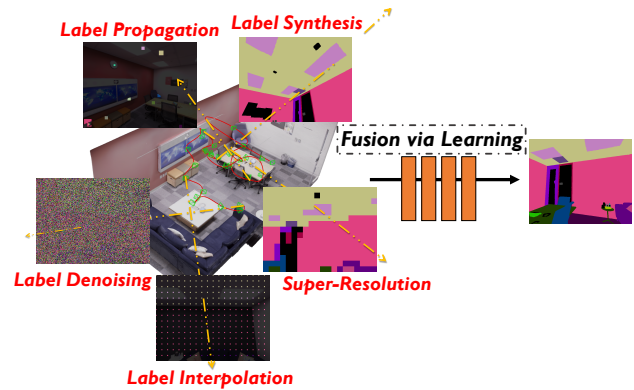 Label Propagation
Label Synthesis
Fusion via Learning
Label Denoising
Super-Resolution
Label Interpolation